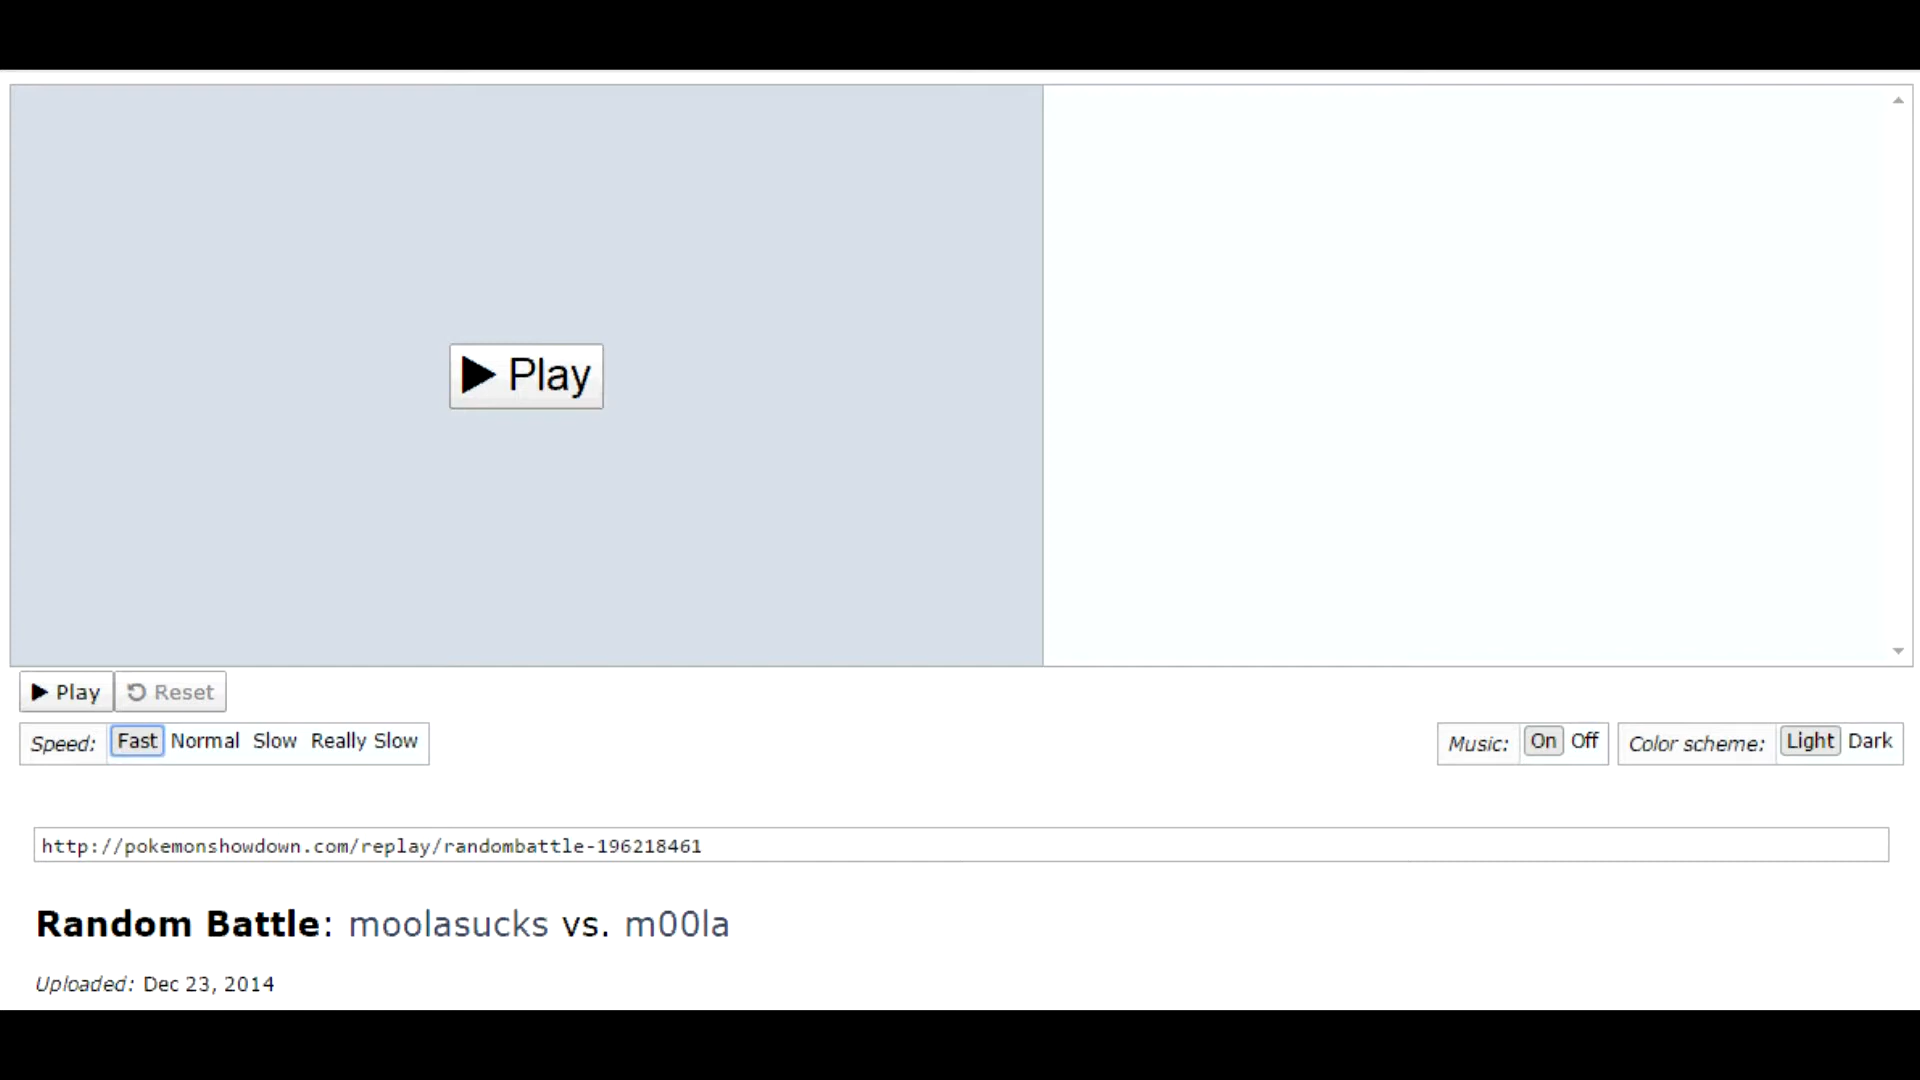 Play
Play Reset
Speed: Fast Normal Slow Really Slow Music: On Off Color scheme: Light Dark
http://pokemonshowdown.com/replay/randombattle-196218461
Random Battle: moolasucks vs. m00la
Uploaded: Dec 23, 2014